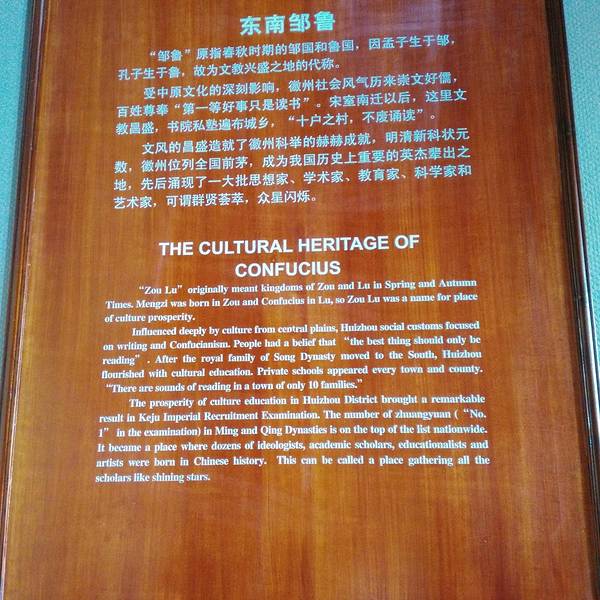 东南邹鲁
“邹鲁”原指春秋时期的邹国和鲁国，因孟子生于邹，
孔子生于鲁，故为文教兴盛之地的代称。
受中原文化的深刻影响，徽州社会风气历来崇文好儒，
百姓尊奉“第一等好事只是读书”。宋室南迁以后，这里文
教昌盛，书院私塾遍布城乡，“十户之村，不废诵读”。
文风的昌盛造就了徽州科举的赫赫成就，明清新科状元
数，徽州位列全国前茅，成为我国历史上重要的英杰辈出之
地，先后涌现了一大批思想家、学术家、教育家、科学家和
艺术家，可谓群贤荟萃，众星闪烁。
THE CULTURAL HERITAGE OF
CONFUCIUS
“Zou Lu” originally meant kingdoms of Zou and Lu in Spring and Autumn
Times. Mengzi was born in Zou and Confucius in Lu, so Zou Lu was a name for place
of culture prosperity.
Influenced deeply by culture from central plains, Huizhou social customs focused
on writing and Confucianism. People had a belief that “the best thing should only be
reading”. After the royal family of Song Dynasty moved to the South, Huizhou
flourished with cultural education. Private schools appeared every town and county.
“There are sounds of reading in a town of only 10 families.”
The prosperity of culture education in Huizhou District brought a remarkable
result in Keju Imperial Recruitment Examination. The number of zhuangyuan (“No.
1” in the examination) in Ming and Qing Dynasties is on the top of the list nationwide.
It became a place where dozens of ideologists, academic scholars, educationalists and
artists were born in Chinese history. This can be called a place gathering all the
scholars like shining stars.